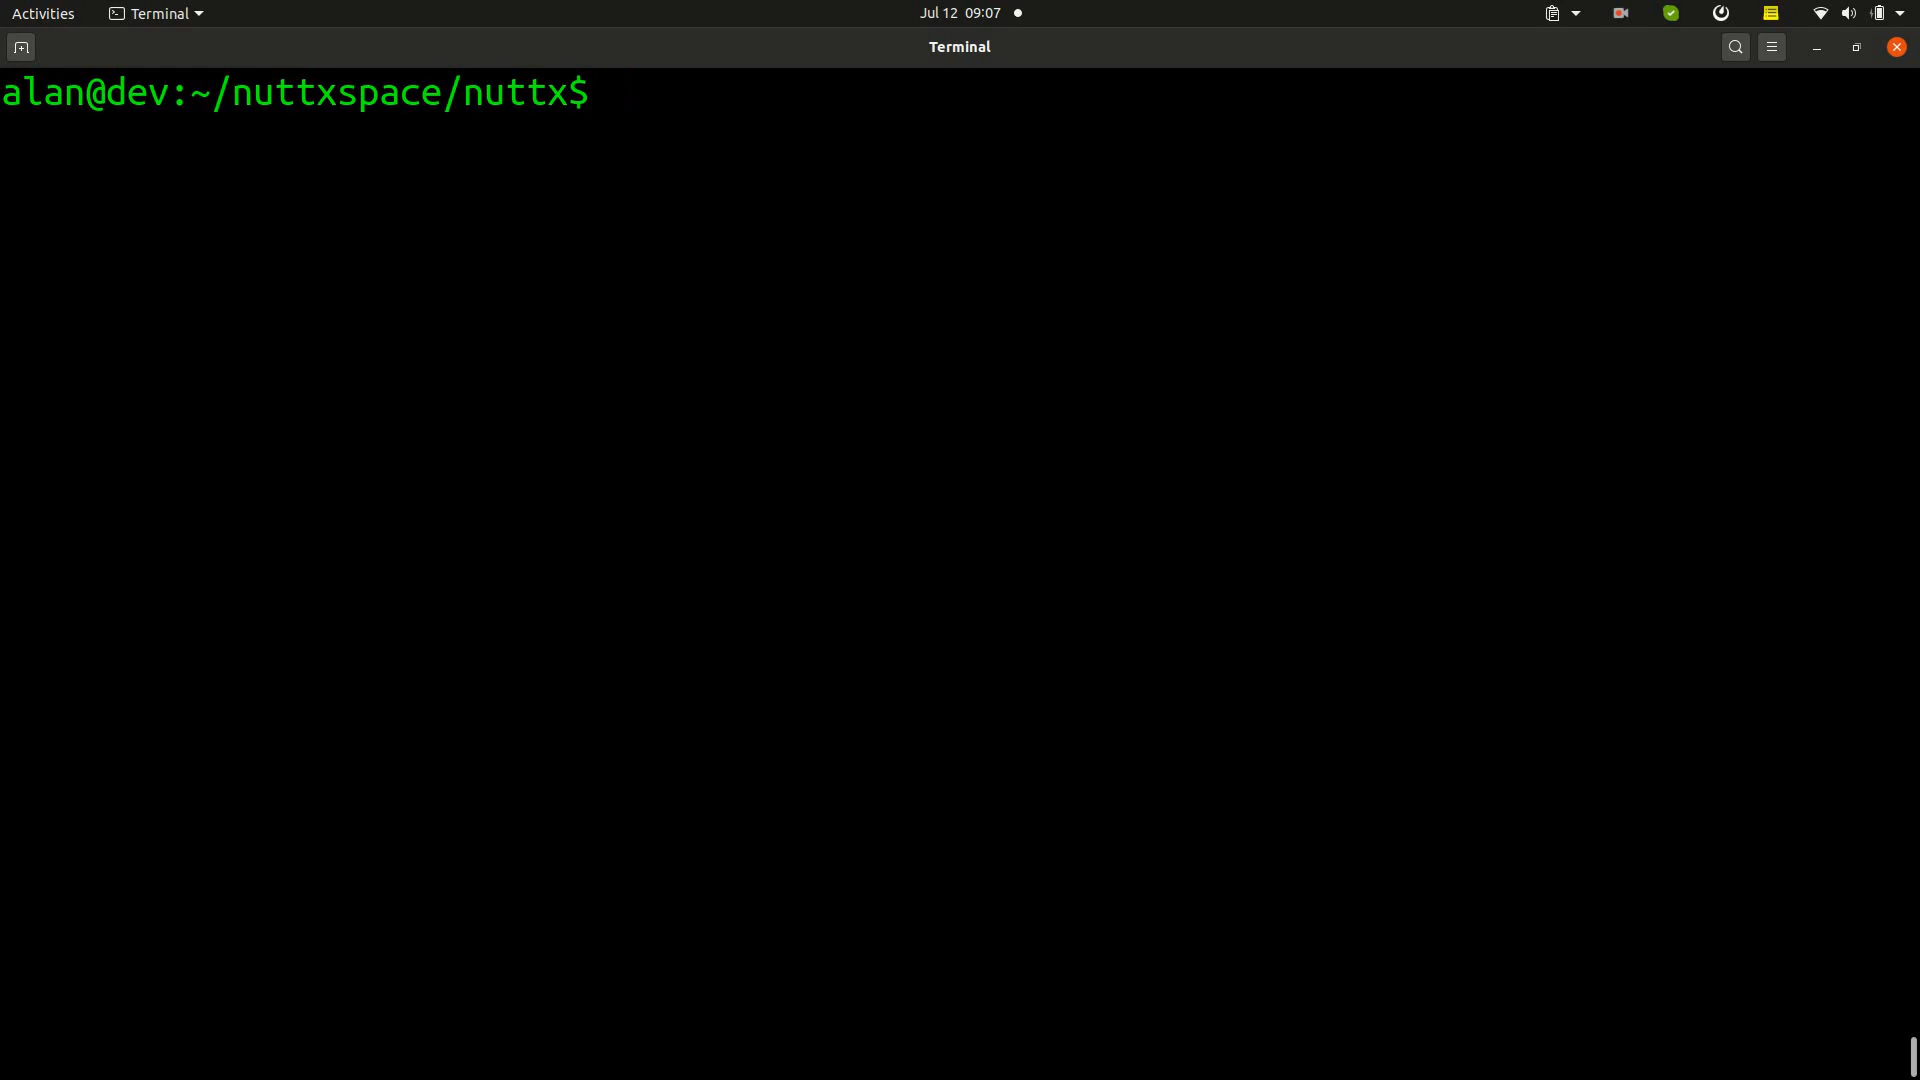 Activities
Terminal
Jul 12 09:07
Terminal
alan@dev:~/nuttxspace/nuttx$